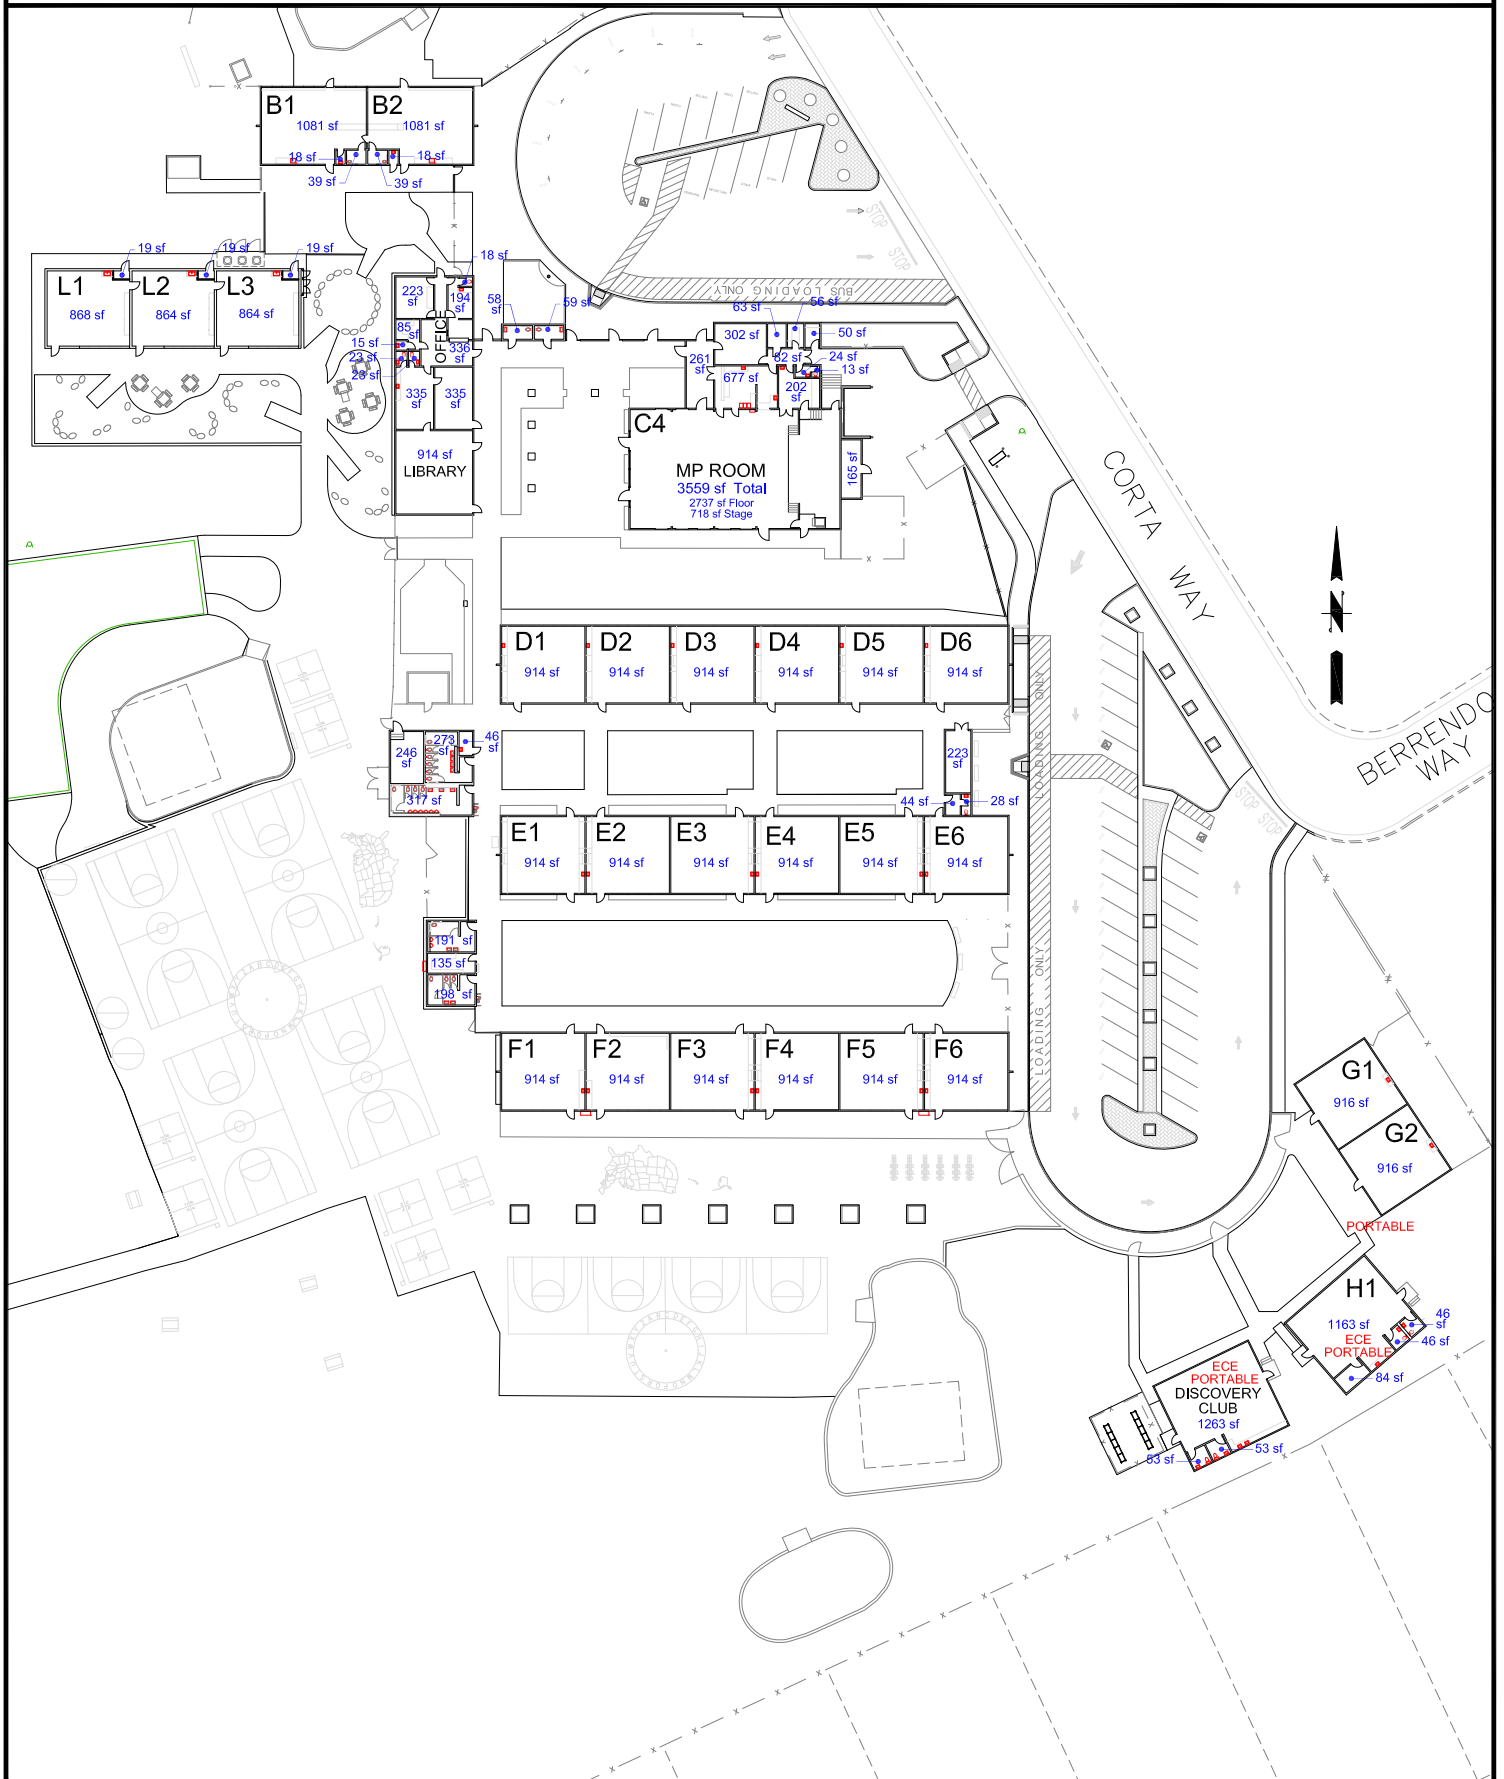 B1
1081 sf
B2
1081 sf
18 sf
18 sf
39 sf
39 sf
STOP
STOP
19 sf
19 sf
19 sf
L1
868 sf
L2
864 sf
L3
864 sf
18 sf
223
sf
194
sf
85
sf
OFFICE
15 sf
336
sf
23 sf
23 sf
335
sf
335
sf
914 sf
LIBRARY
58
sf
59 sf
BUS LOADING ONLY
63 sf
56 sf
50 sf
302 sf
261
sf
82 sf
24 sf
13 sf
677 sf
202
sf
C4
MP ROOM
3559 sf Total
2737 sf Floor
718 sf Stage
165 sf
CORTA
WAY
BERRENDO
WAY
N
D1
914 sf
D2
914 sf
D3
914 sf
D4
914 sf
D5
914 sf
D6
914 sf
LOADING ONLY
246
sf
273
sf
46
sf
317 sf
223
sf
44 sf
28 sf
STOP
STOP
E1
914 sf
E2
914 sf
E3
914 sf
E4
914 sf
E5
914 sf
E6
914 sf
191 sf
135 sf
198 sf
LOADING ONLY
F1
914 sf
F2
914 sf
F3
914 sf
F4
914 sf
F5
914 sf
F6
914 sf
G1
916 sf
G2
916 sf
PORTABLE
H1
1163 sf
ECE
PORTABLE
46
sf
46 sf
84 sf
ECE
PORTABLE
DISCOVERY
CLUB
1263 sf
53 sf
53 sf